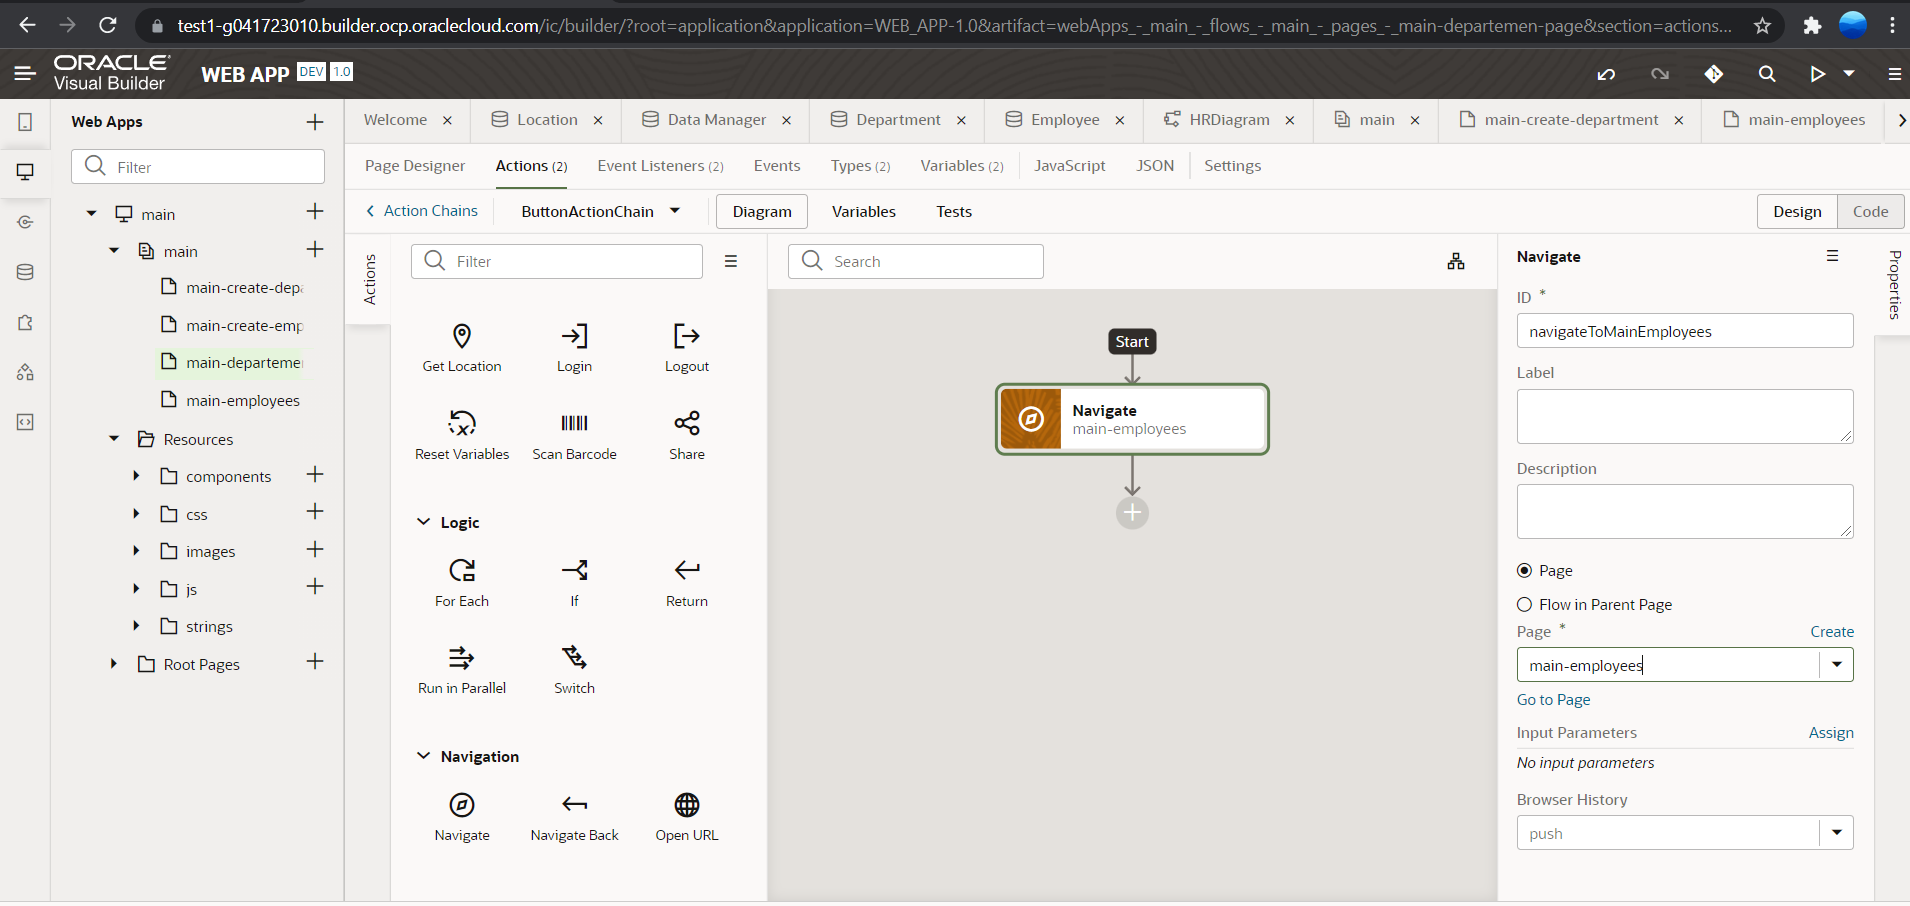 test1-g041723010.builder.ocp.oraclecloud.com/ic/builder/?root=application&application=WEB_APP-1.0&artifact=webApps_-_main_-_flows_-_main_-_pages_-_main-departemen-page&section=actions...
ORACLE
Visual Builder
WEB APP DEV 1.0
Web Apps
Filter
main
main
main-create-depa
main-create-emp
main-departemen
main-employees
Resources
components
css
images
js
strings
Root Pages
Welcome
Location
Data Manager
Department
Employee
HRDiagram
main
main-create-department
main-employees
Page Designer
Actions (2)
Event Listeners (2)
Events
Types (2)
Variables (2)
JavaScript
JSON
Settings
Action Chains
ButtonActionChain
Diagram
Variables
Tests
Design
Code
Actions
Filter
Get Location
Login
Logout
Reset Variables
Scan Barcode
Share
Logic
For Each
If
Return
Run in Parallel
Switch
Navigation
Navigate
Navigate Back
Open URL
Search
Start
Navigate
main-employees
Navigate
ID *
navigateToMainEmployees
Label
Description
Page
Flow in Parent Page
Page *
Create
main-employees
Go to Page
Input Parameters
Assign
No input parameters
Browser History
push
Properties